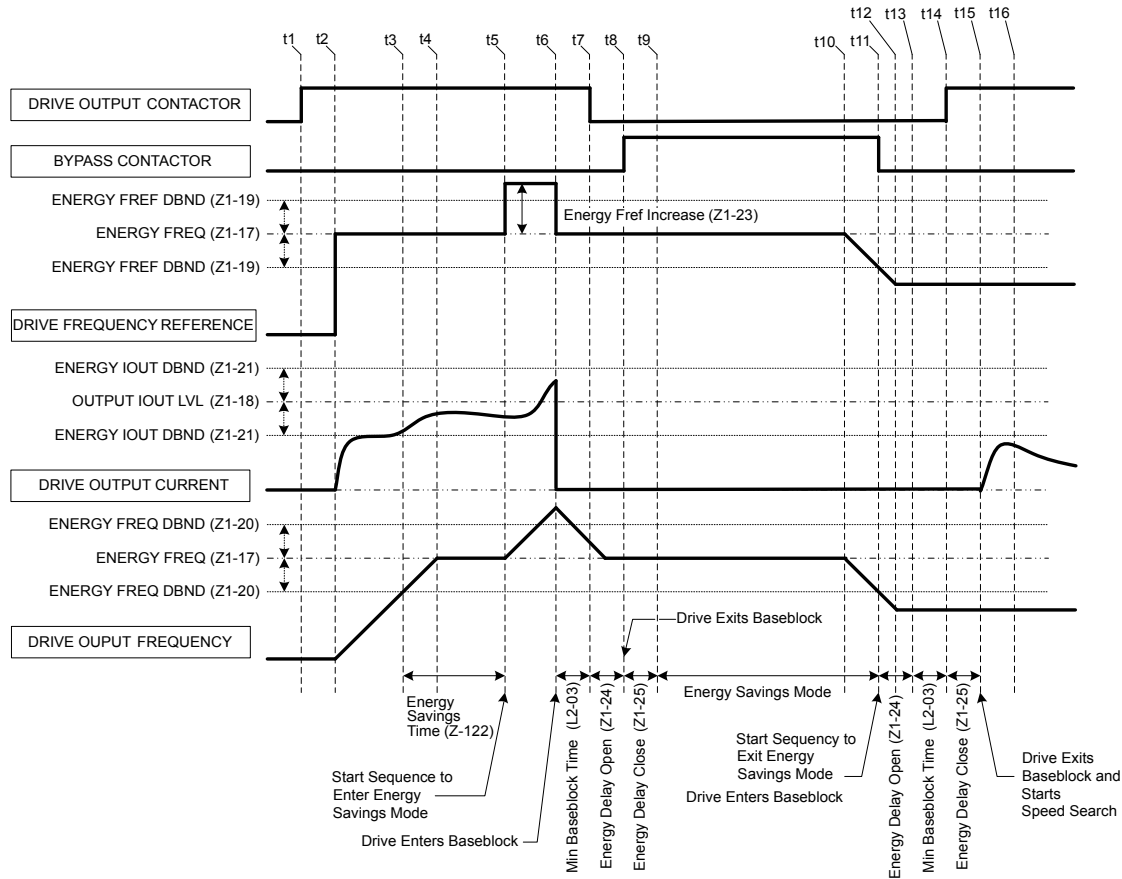 t1
t2
t3
t4
t5
t6
t7
t8
t9
t10
t11
t12
t13
t14
t15
t16
DRIVE OUTPUT CONTACTOR
BYPASS CONTACTOR
ENERGY FREF DBND (Z1-19)
Energy Fref Increase (Z1-23)
ENERGY FREQ (Z1-17)
ENERGY FREF DBND (Z1-19)
DRIVE FREQUENCY REFERENCE
ENERGY IOUT DBND (Z1-21)
OUTPUT IOUT LVL (Z1-18)
ENERGY IOUT DBND (Z1-21)
DRIVE OUTPUT CURRENT
ENERGY FREQ DBND (Z1-20)
ENERGY FREQ (Z1-17)
ENERGY FREQ DBND (Z1-20)
DRIVE OUPUT FREQUENCY
Drive Exits Baseblock
Energy
Savings
Time (Z-122)
Min Baseblock Time (L2-03)
Energy Delay Open (Z1-24)
Energy Delay Close (Z1-25)
Energy Savings Mode
Start Sequence to
Enter Energy
Savings Mode
Drive Enters Baseblock
Start Sequency to
Exit Energy
Savings Mode
Drive Enters Baseblock
Energy Delay Open (Z1-24)
Min Baseblock Time (L2-03)
Energy Delay Close (Z1-25)
Drive Exits
Baseblock and
Starts
Speed Search